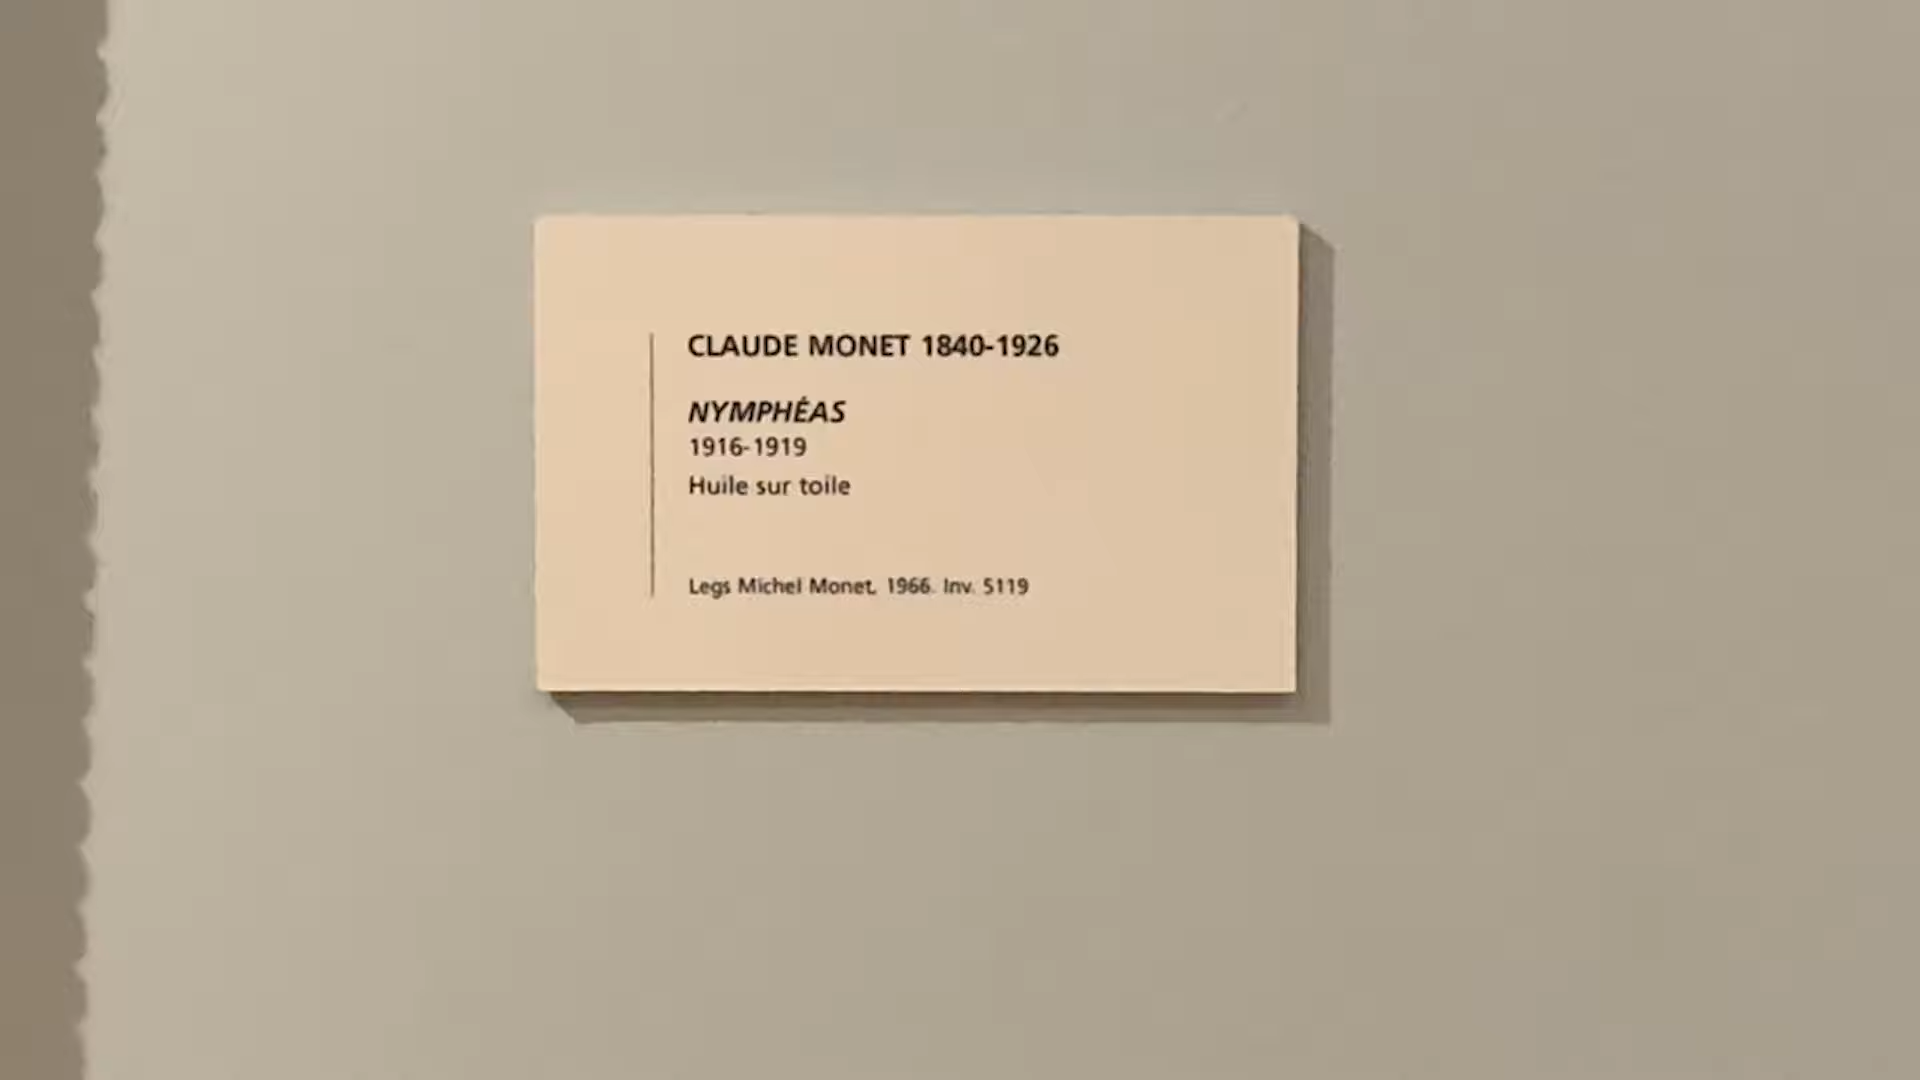 CLAUDE MONET 1840-1926
NYMPHÉAS
1916-1919
Huile sur toile
Legs Michel Monet, 1966. Inv. 5119